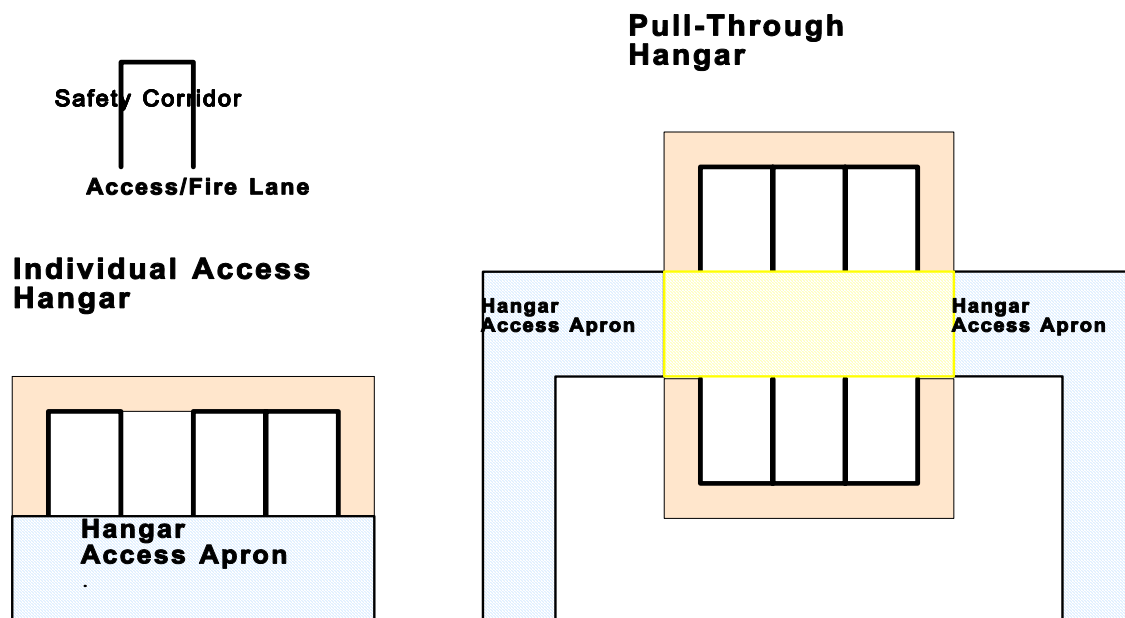 Pull-Through
Hangar
Safety Corridor
Access/Fire Lane
Individual Access
Hangar
Hangar
Access Apron
Hangar
Access Apron
Hangar
Access Apron
.